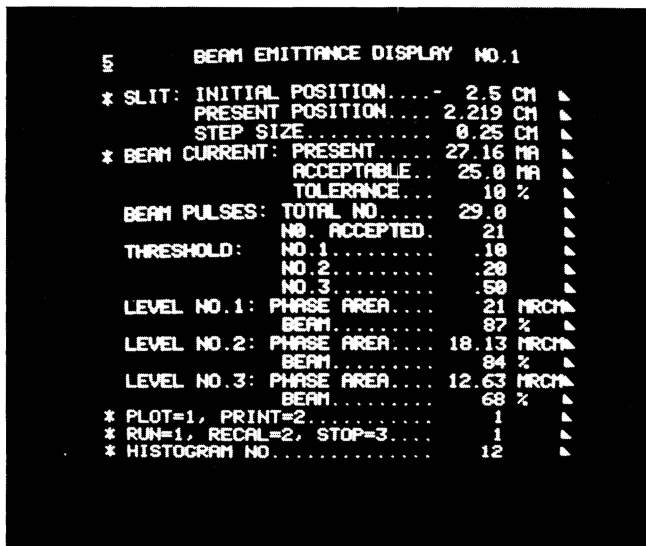 5 BEAM EMITTANCE DISPLAY NO.1
* SLIT: INITIAL POSITION....- 2.5 CM
PRESENT POSITION.... 2.219 CM
STEP SIZE........... 0.25 CM
* BEAM CURRENT: PRESENT..... 27.16 MA
ACCEPTABLE.. 25.0 MA
TOLERANCE... 10 %
BEAM PULSES: TOTAL NO..... 29.0
NO. ACCEPTED. 21
THRESHOLD: NO.1......... .10
NO.2......... .20
NO.3......... .50
LEVEL NO.1: PHASE AREA.... 21 MRCM
BEAM......... 87 %
LEVEL NO.2: PHASE AREA.... 18.13 MRCM
BEAM......... 84 %
LEVEL NO.3: PHASE AREA.... 12.63 MRCM
BEAM......... 68 %
* PLOT=1, PRINT=2........... 1
* RUN=1, RECAL=2, STOP=3.... 1
* HISTOGRAM NO.............. 12